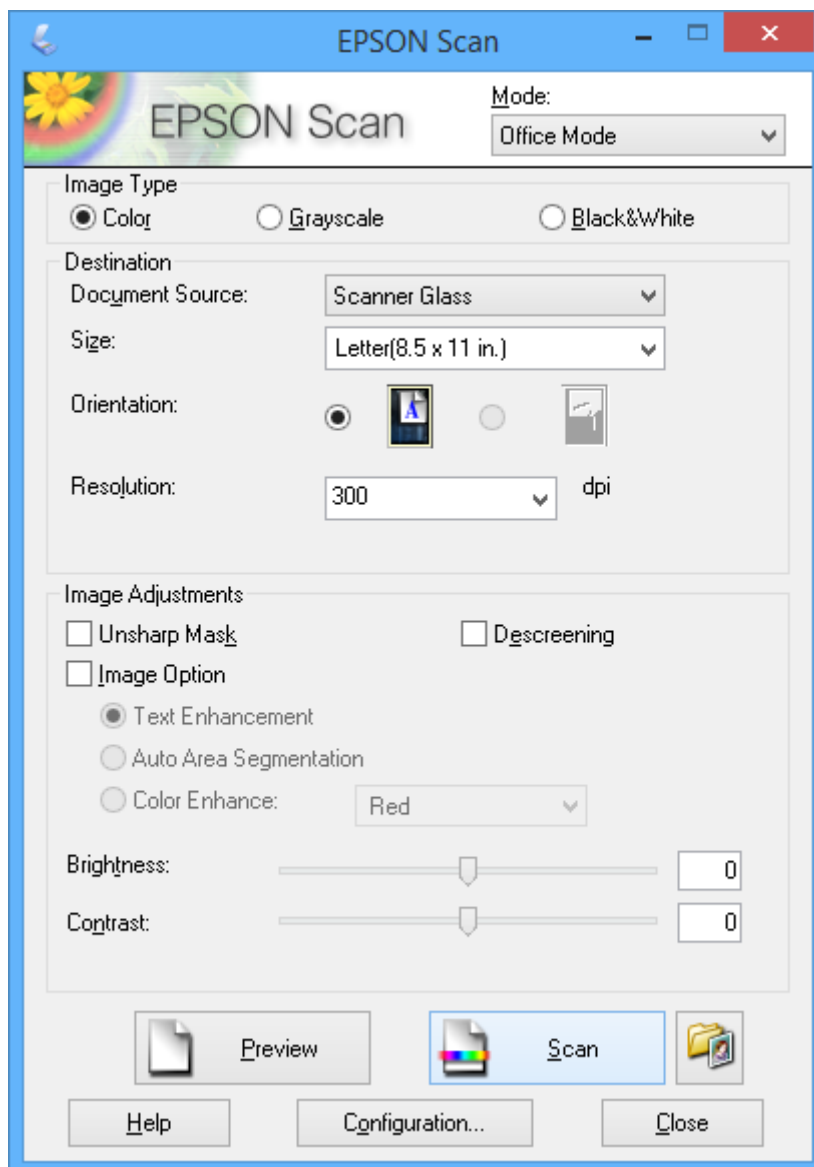 EPSON Scan
EPSON Scan
Mode:
Office Mode
Image Type
Color Grayscale Black&White
Destination
Document Source: Scanner Glass
Size: Letter(8.5 x 11 in.)
Orientation: A
Resolution: 300 dpi
Image Adjustments
Unsharp Mask Descreening
Image Option
Text Enhancement
Auto Area Segmentation
Color Enhance: Red
Brightness: 0
Contrast: 0
Preview Scan
Help Configuration... Close